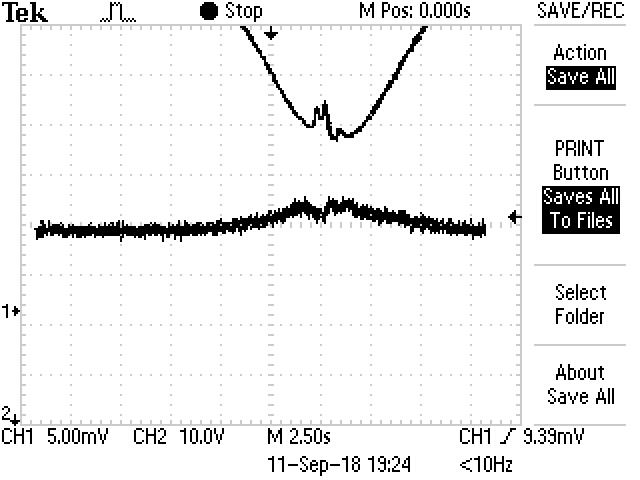 Tek Stop M Pos: 0.000s SAVE/REC
Action
Save All
PRINT
Button
Saves All
To Files
Select
Folder
About
Save All
1
2
CH1 5.00mV CH2 10.0V M 2.50s CH1 9.39mV
11-Sep-18 19:24 <10Hz